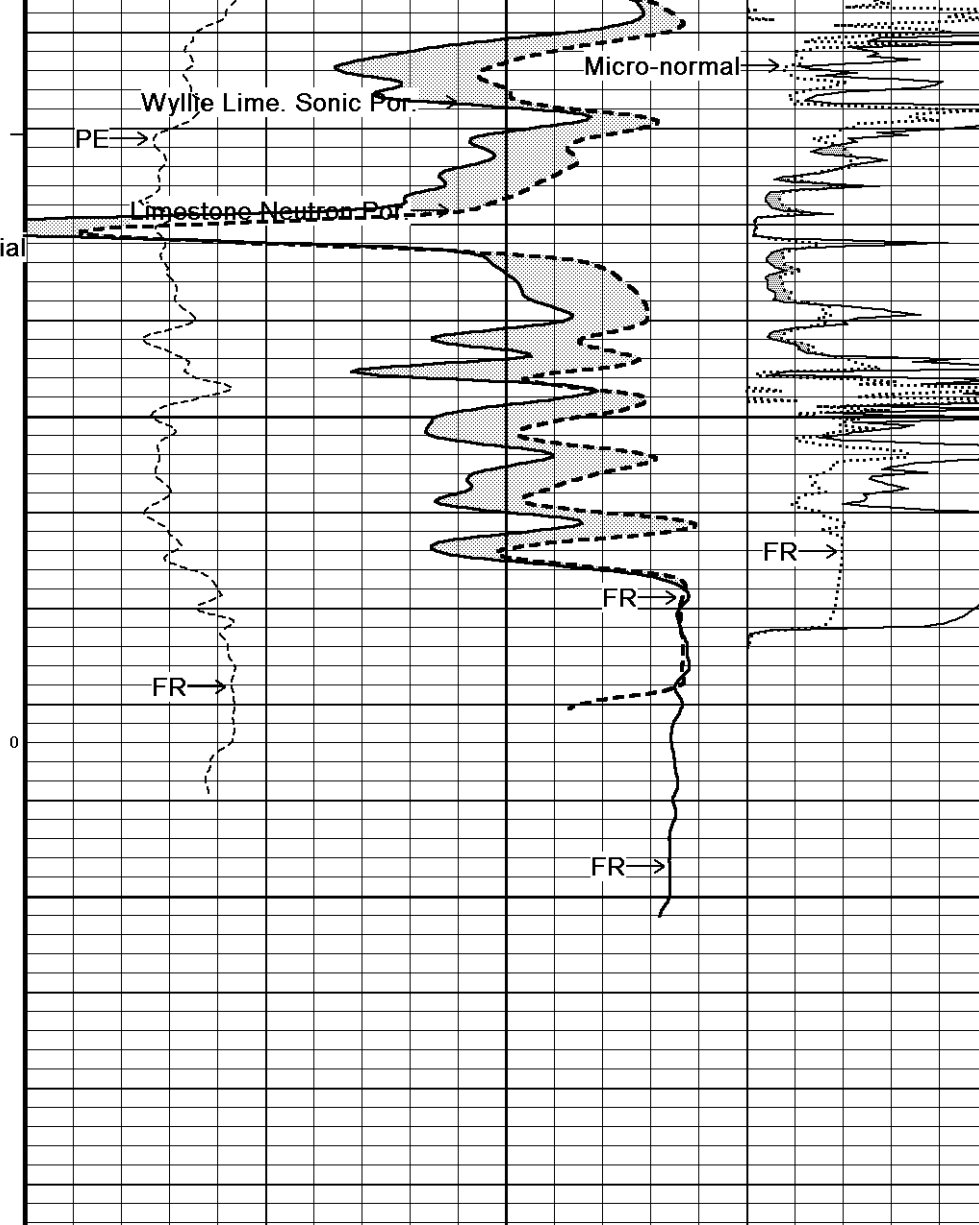 Micro-normal
Wyllie Lime. Sonic Por.
PE
Limestone Neutron Por.
ial
FR
FR
FR
0
FR